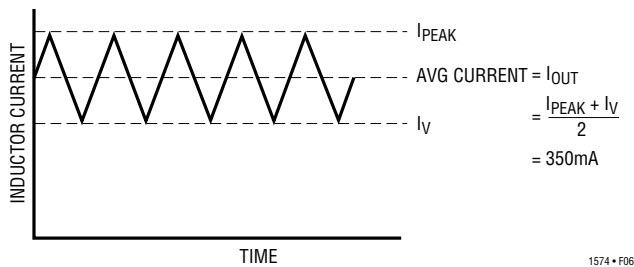 INDUCTOR CURRENT
IPEAK
AVG CURRENT = IOUT
IV
= IPEAK + IV
2
= 350mA
TIME
1574 • F06